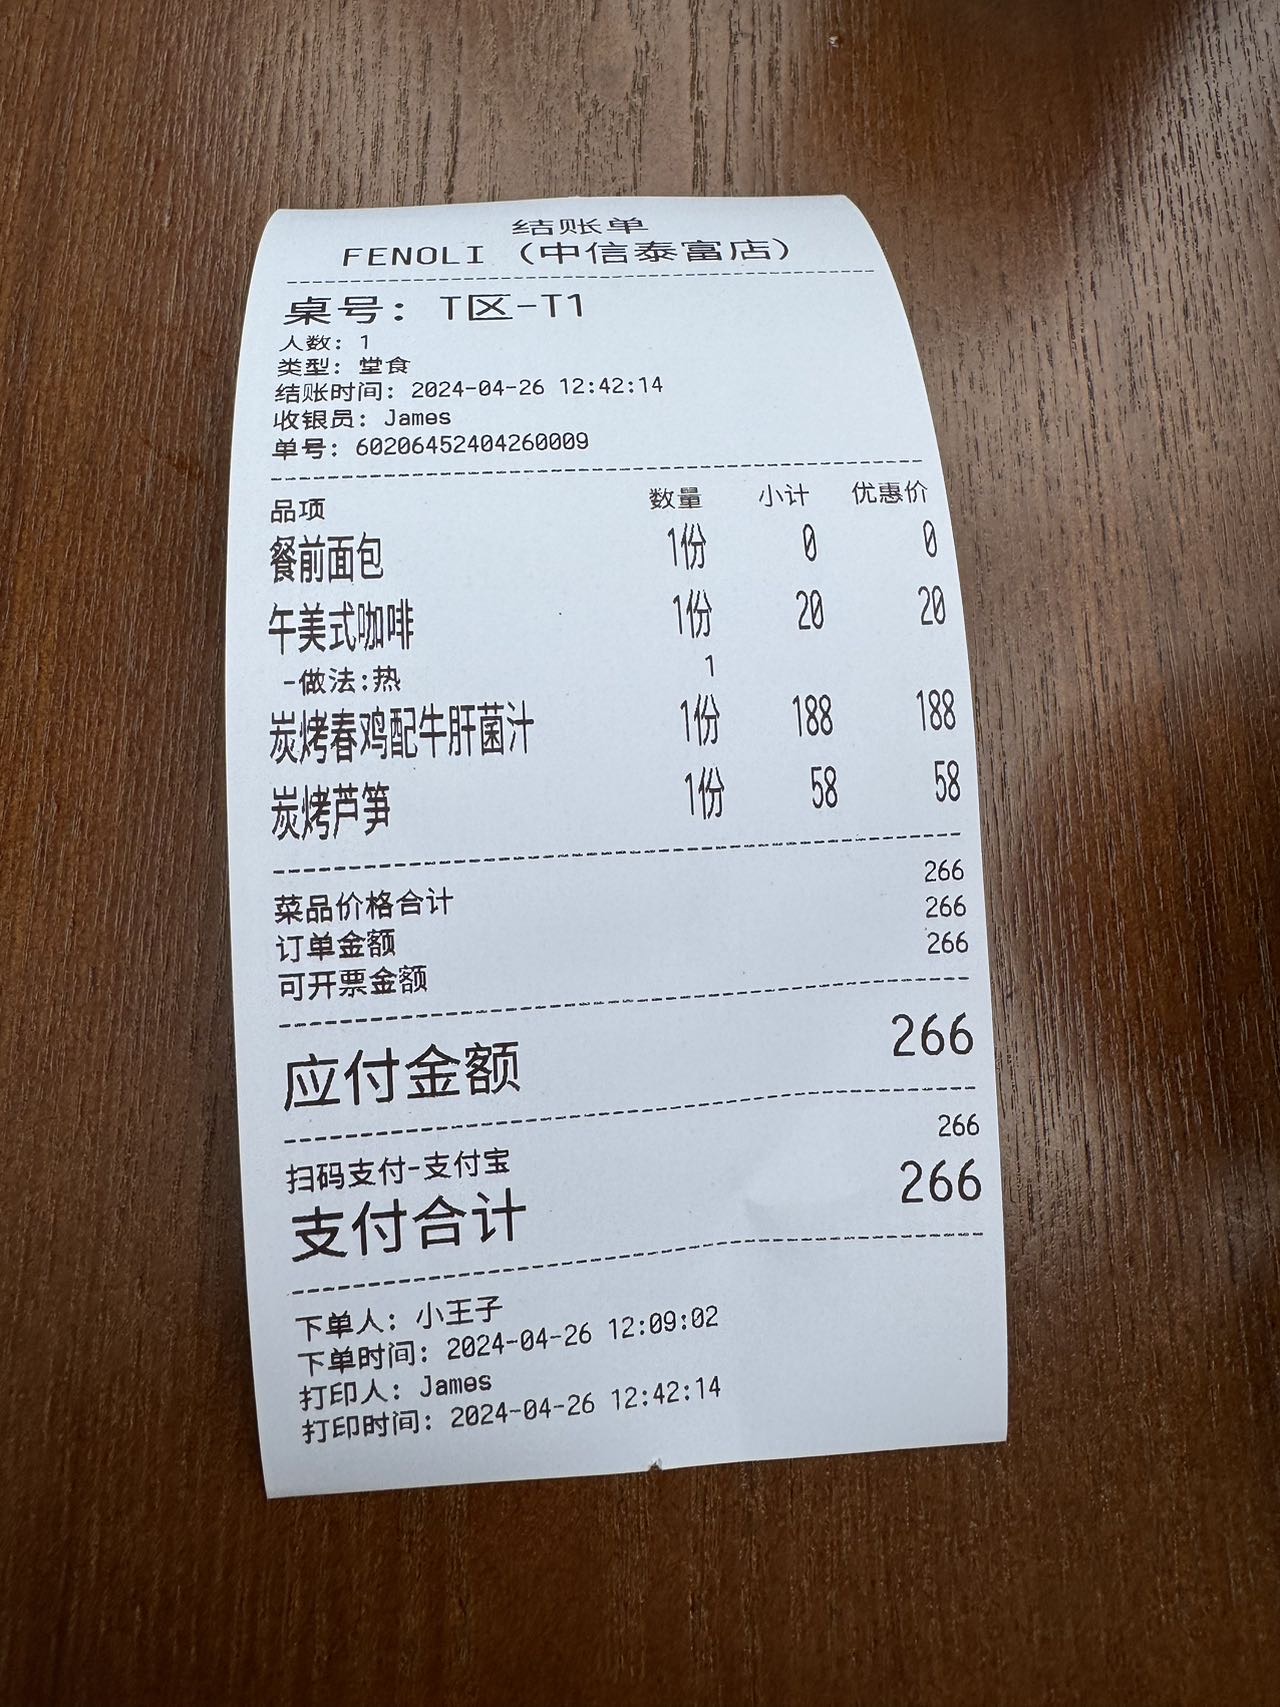 结账单
FENOLI (中信泰富店)
桌号: T区-T1
人数: 1
类型: 堂食
结账时间: 2024-04-26 12:42:14
收银员: James
单号: 602064524042600​09
品项 数量 小计 优惠价
餐前面包 1份 0 0
午美式咖啡 1份 20 20
-做法:热 1
炭烤春鸡配牛肝菌汁 1份 188 188
炭烤芦笋 1份 58 58
菜品价格合计 266
订单金额 266
可开票金额 266
应付金额 266
扫码支付-支付宝 266
支付合计 266
下单人: 小王子
下单时间: 2024-04-26 12:09:02
打印人: James
打印时间: 2024-04-26 12:42:14